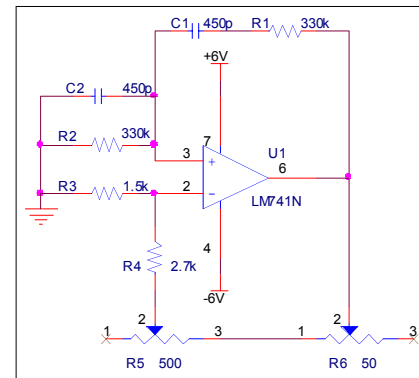 C1 450p R1 330k
+6V
C2 450p
R2 330k
7
U1
3 + 6
R3 1.5k 2 -
LM741N
4
R4 2.7k
-6V
1 2 3 1 2 3
R5 500 R6 50